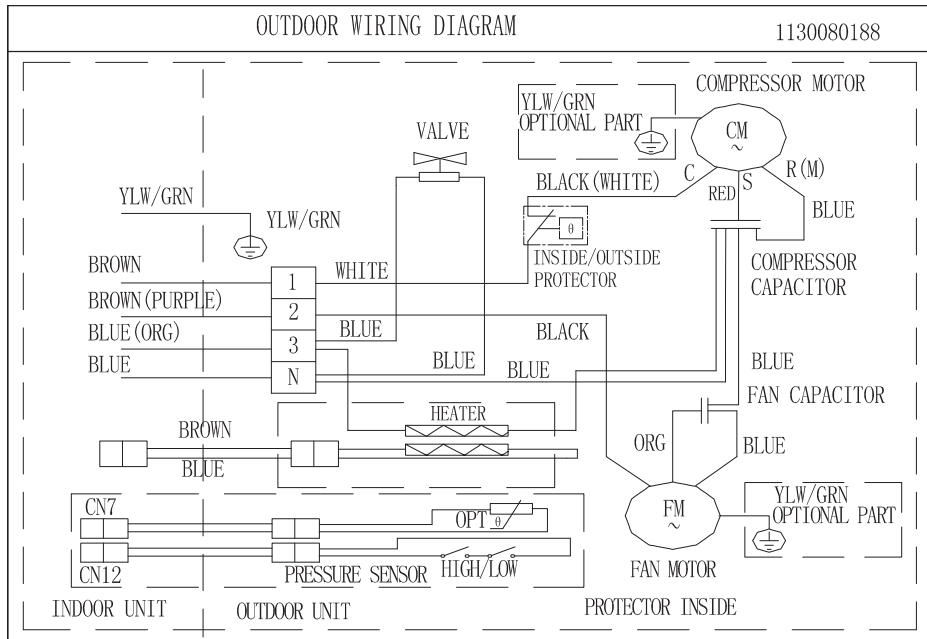 OUTDOOR WIRING DIAGRAM
1130080188
COMPRESSOR MOTOR
YLW/GRN
OPTIONAL PART
CM
~
VALVE
C
S
R(M)
BLACK(WHITE)
RED
BLUE
YLW/GRN
YLW/GRN
θ
INSIDE/OUTSIDE
PROTECTOR
COMPRESSOR
CAPACITOR
BROWN
1
WHITE
BROWN(PURPLE)
2
BLUE(ORG)
3
BLUE
BLACK
BLUE
N
BLUE
BLUE
BLUE
FAN CAPACITOR
HEATER
BROWN
BLUE
ORG
BLUE
CN7
OPT
θ
FM
~
YLW/GRN
OPTIONAL PART
CN12
PRESSURE SENSOR
HIGH/LOW
FAN MOTOR
INDOOR UNIT
OUTDOOR UNIT
PROTECTOR INSIDE